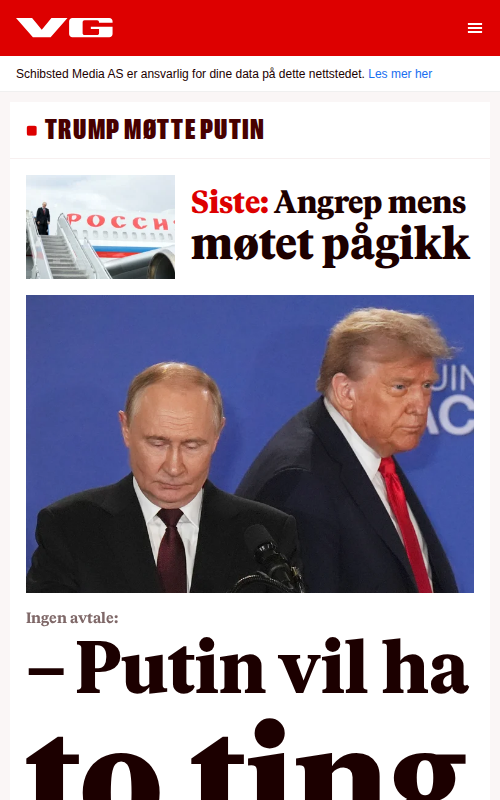 VG
Schibsted Media AS er ansvarlig for dine data på dette nettstedet. Les mer her
TRUMP MØTTE PUTIN
РОССИ
Siste: Angrep mens
møtet pågikk
Ingen avtale:
– Putin vil ha
to ting